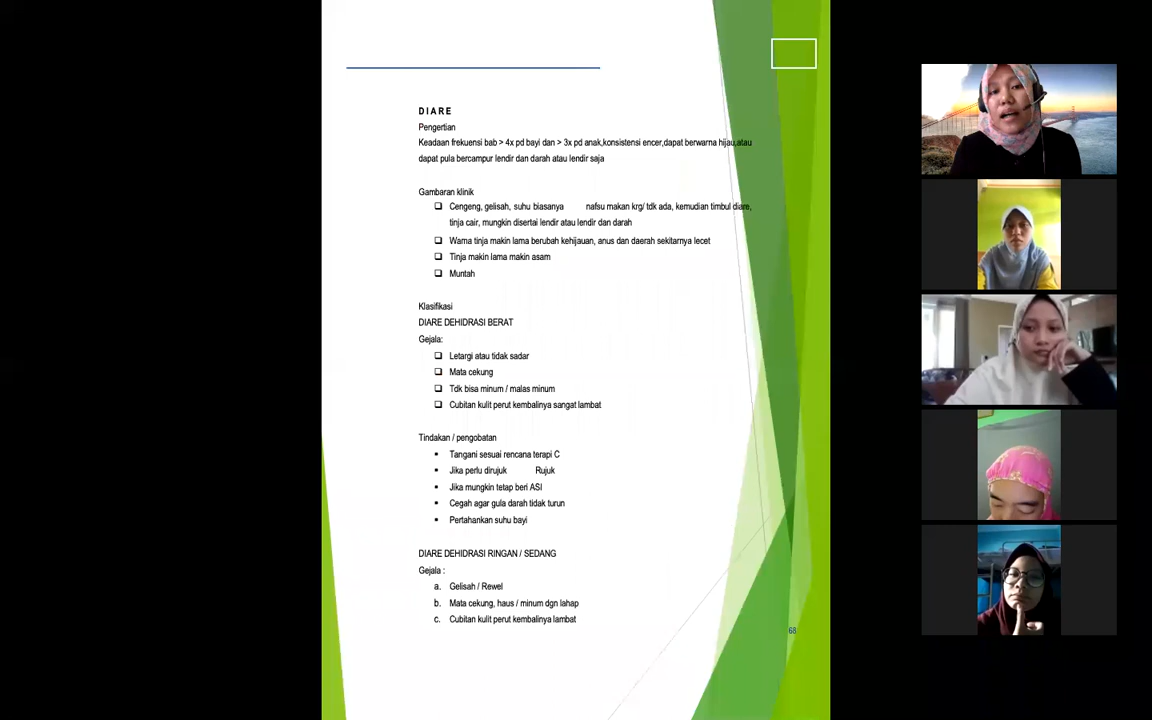 DIARE
Pengertian
Keadaan frekuensi bab > 4x pd bayi dan > 3x pd anak,konsistensi encer,dapat berwarna hijau,atau
dapat pula bercampur lendir dan darah atau lendir saja
Gambaran klinik
❑ Cengeng, gelisah, suhu biasanya nafsu makan krg/ tdk ada, kemudian timbul diare,
tinja cair, mungkin disertai lendir atau lendir dan darah
❑ Warna tinja makin lama berubah kehijauan, anus dan daerah sekitarnya lecet
❑ Tinja makin lama makin asam
❑ Muntah
Klasifikasi
DIARE DEHIDRASI BERAT
Gejala:
❑ Letargi atau tidak sadar
❑ Mata cekung
❑ Tdk bisa minum / malas minum
❑ Cubitan kulit perut kembalinya sangat lambat
Tindakan / pengobatan
▪ Tangani sesuai rencana terapi C
▪ Jika perlu dirujuk Rujuk
▪ Jika mungkin tetap beri ASI
▪ Cegah agar gula darah tidak turun
▪ Pertahankan suhu bayi
DIARE DEHIDRASI RINGAN / SEDANG
Gejala :
a. Gelisah / Rewel
b. Mata cekung, haus / minum dgn lahap
c. Cubitan kulit perut kembalinya lambat
68